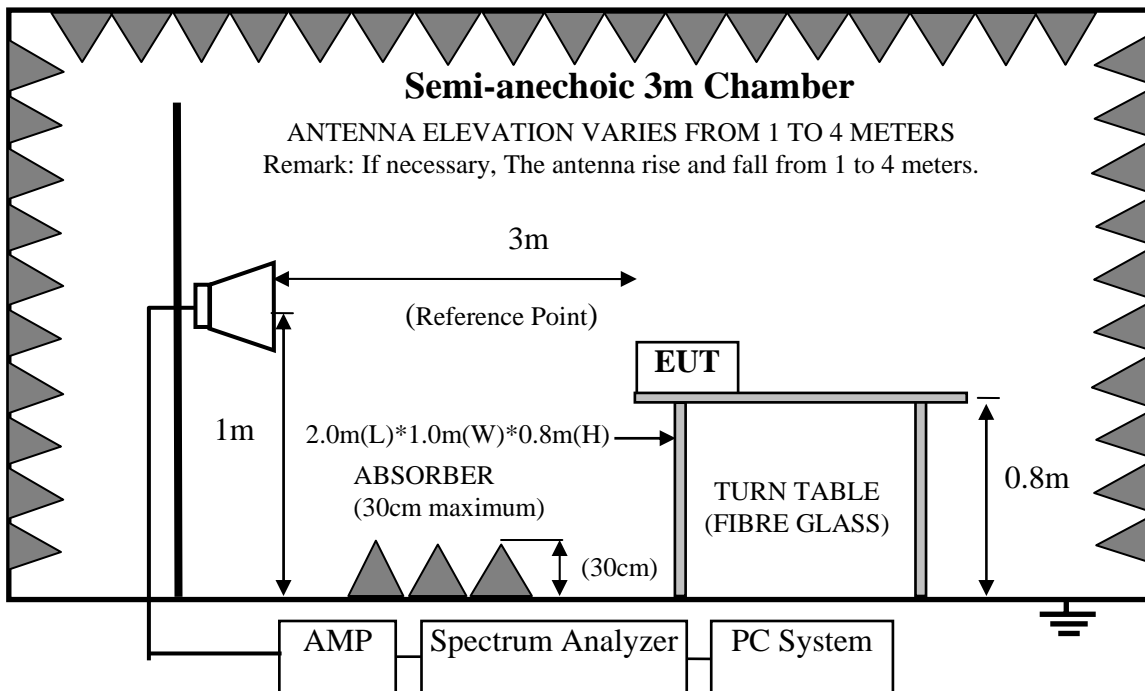 Semi-anechoic 3m Chamber
ANTENNA ELEVATION VARIES FROM 1 TO 4 METERS
Remark: If necessary, The antenna rise and fall from 1 to 4 meters.
3m
(Reference Point)
EUT
1m
2.0m(L)*1.0m(W)*0.8m(H)
ABSORBER
(30cm maximum)
TURN TABLE
(FIBRE GLASS)
0.8m
(30cm)
AMP
Spectrum Analyzer
PC System